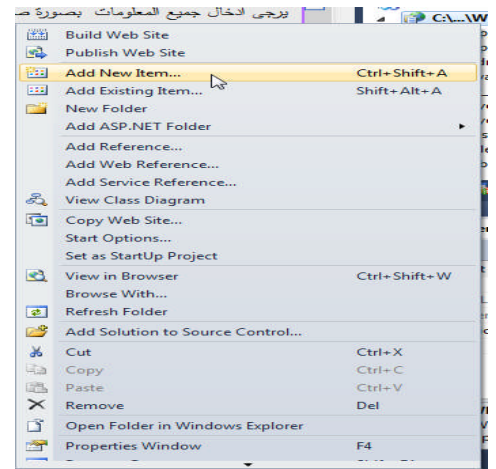 يرجى ادخال جميع المعلومات بصورة
C:\...\W
Build Web Site
Publish Web Site
Add New Item... Ctrl+Shift+A
Add Existing Item... Shift+Alt+A
New Folder
Add ASP.NET Folder
Add Reference...
Add Web Reference...
Add Service Reference...
View Class Diagram
Copy Web Site...
Start Options...
Set as StartUp Project
View in Browser Ctrl+Shift+W
Browse With...
Refresh Folder
Add Solution to Source Control...
Cut Ctrl+X
Copy Ctrl+C
Paste Ctrl+V
Remove Del
Open Folder in Windows Explorer
Properties Window F4